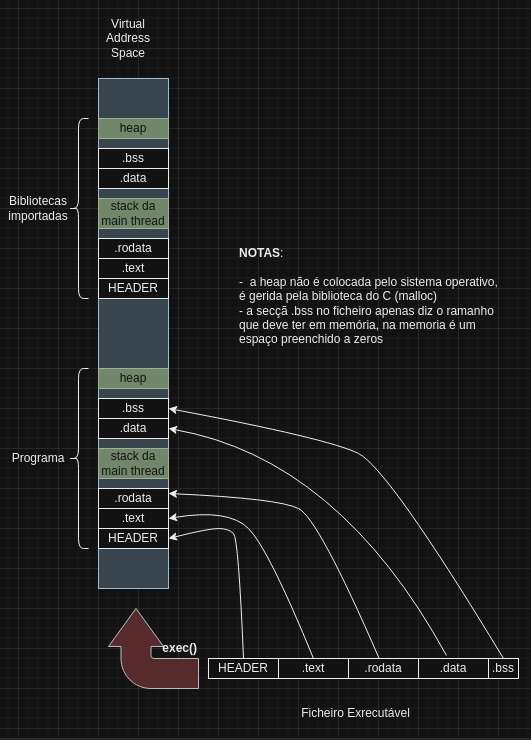 Virtual
Address
Space
heap
.bss
.data
Bibliotecas
importadas
stack da
main thread
.rodata
.text
HEADER
NOTAS:
- a heap não é colocada pelo sistema operativo,
é gerida pela biblioteca do C (malloc)
- a secçã .bss no ficheiro apenas diz o ramanho
que deve ter em memória, na memoria é um
espaço preenchido a zeros
heap
.bss
.data
Programa
stack da
main thread
.rodata
.text
HEADER
exec()
HEADER .text .rodata .data .bss
Ficheiro Exrecutável